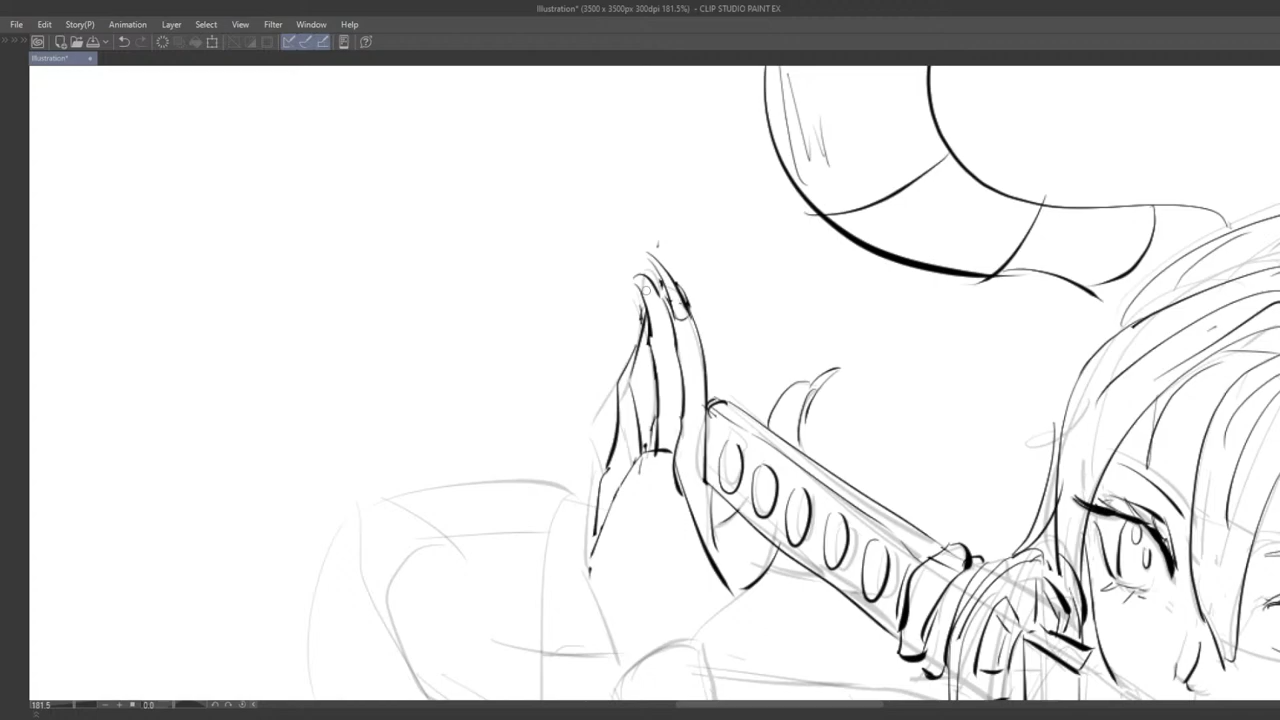 Illustration* (3500 x 3500px 300dpi 181.5%) - CLIP STUDIO PAINT EX
File Edit Story(P) Animation Layer Select View Filter Window Help
Illustration*
181.5 0.0